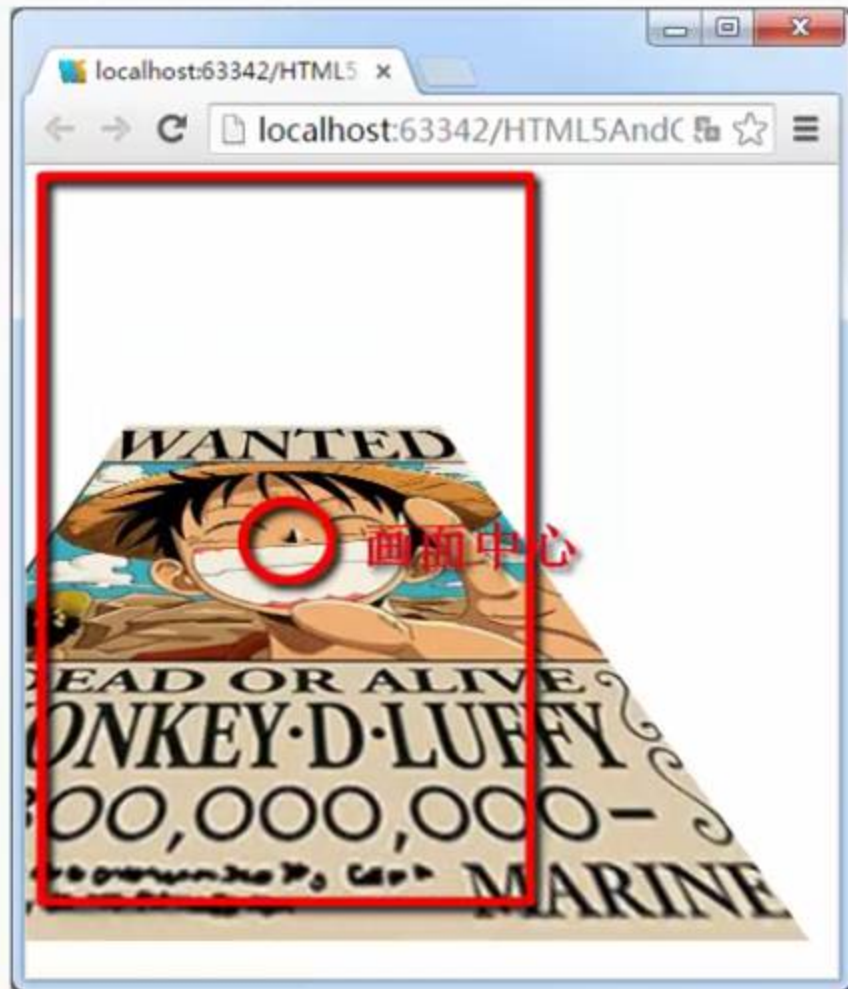 localhost:63342/HTML5
localhost:63342/HTML5AndC
WANTED
画面中心
DEAD OR ALIVE
ONKEY·D·LUFFY
00,000,000-
MARINE